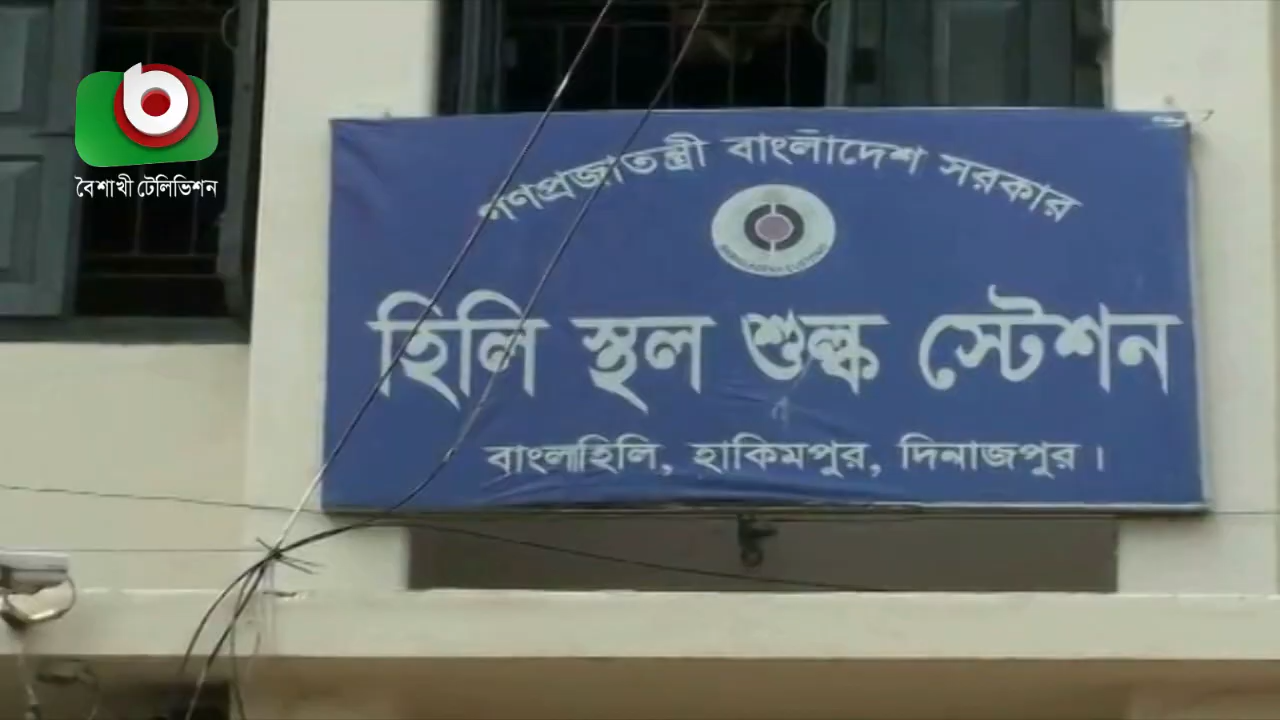 বৈশাখী টেলিভিশন
গণপ্রজাতন্ত্রী বাংলাদেশ সরকার
হিলি স্থল শুল্ক স্টেশন
বাংলাহিলি, হাকিমপুর, দিনাজপুর।